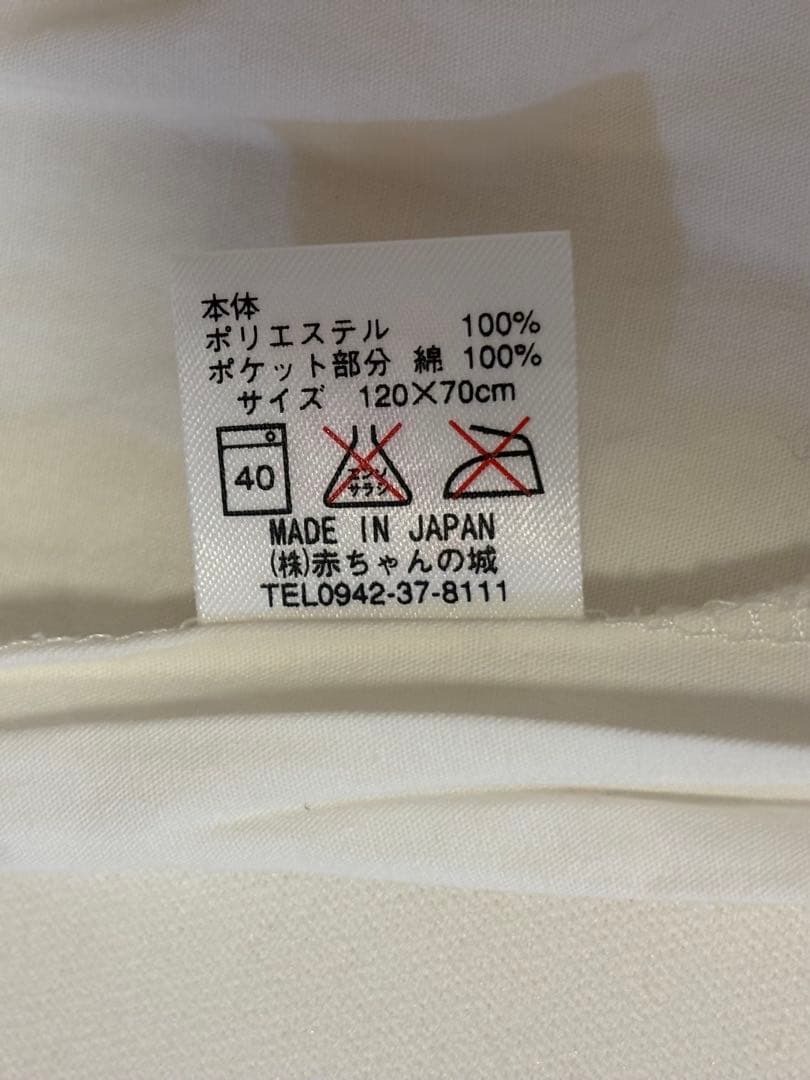 本体
ポリエステル 100%
ポケット部分 綿 100%
サイズ 120×70cm
40
エンソ
サラシ
MADE IN JAPAN
(株)赤ちゃんの城
TEL0942-37-8111